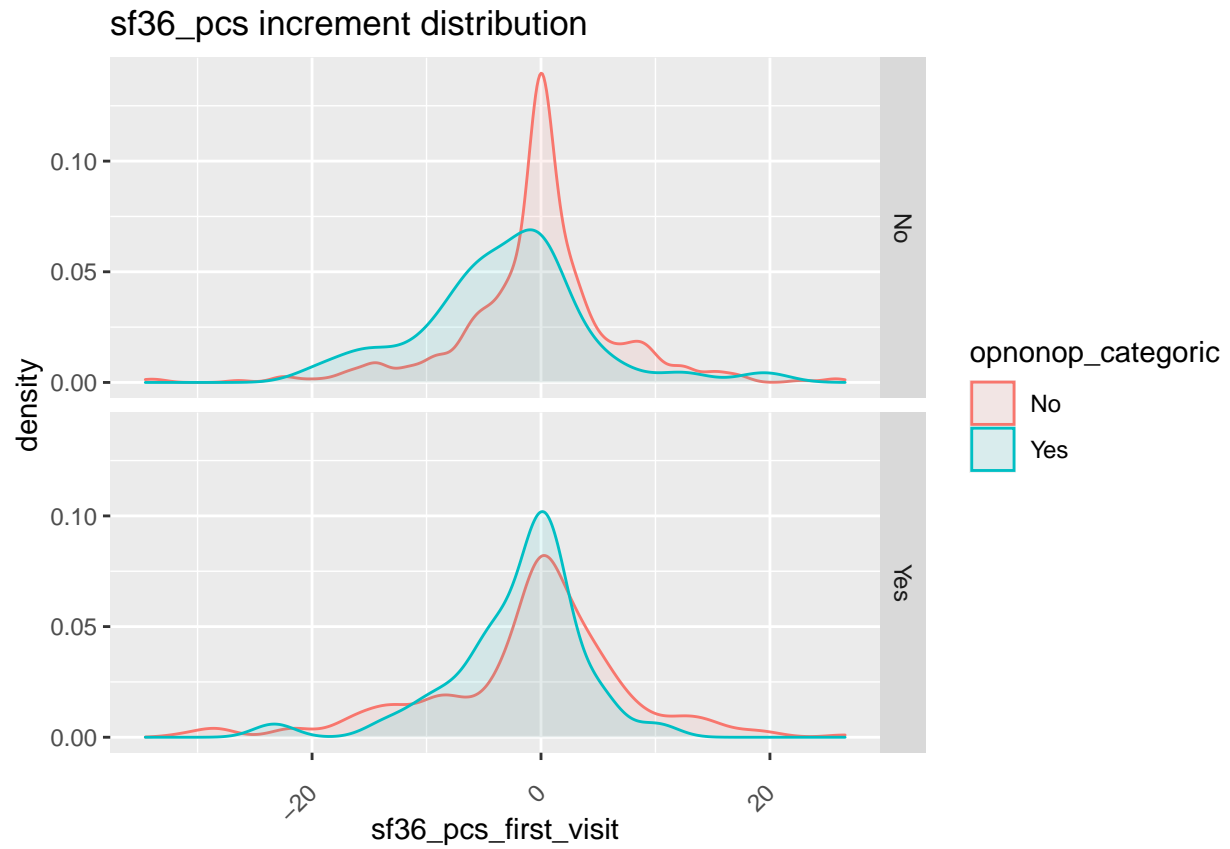 sf36_pcs increment distribution
0.10
0.05
0.00
No
0.10
0.05
0.00
Yes
density
−20
0
20
sf36_pcs_first_visit
opnonop_categoric
No
Yes